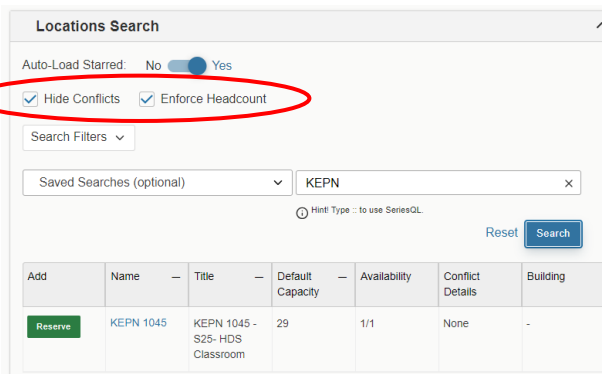 Locations Search
Auto-Load Starred: No Yes
Hide Conflicts Enforce Headcount
Search Filters
Saved Searches (optional) KEPN
Hint! Type :: to use SeriesQL.
Reset Search
Add Name Title Default Capacity Availability Conflict Details Building
Reserve KEPN 1045 KEPN 1045 - S25- HDS Classroom 29 1/1 None -